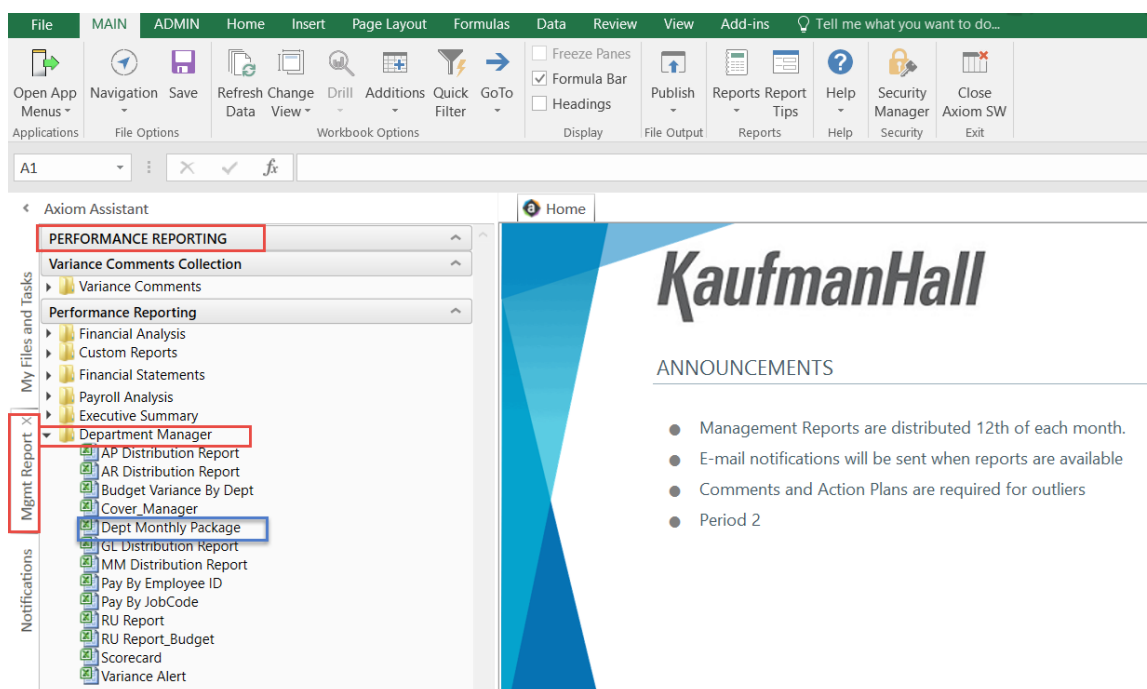 File MAIN ADMIN Home Insert Page Layout Formulas Data Review View Add-ins Tell me what you want to do...
Open App Menus
Navigation
Save
Refresh Data
Change View
Drill
Additions
Quick Filter
GoTo
Freeze Panes
Formula Bar
Headings
Publish
Reports
Report Tips
Help
Security Manager
Close Axiom SW
Applications File Options Workbook Options Display File Output Reports Help Security Exit
A1 fx
Axiom Assistant
Home
My Files and Tasks
Mgmt Report
Notifications
PERFORMANCE REPORTING
Variance Comments Collection
Variance Comments
Performance Reporting
Financial Analysis
Custom Reports
Financial Statements
Payroll Analysis
Executive Summary
Department Manager
AP Distribution Report
AR Distribution Report
Budget Variance By Dept
Cover_Manager
Dept Monthly Package
GL Distribution Report
MM Distribution Report
Pay By Employee ID
Pay By JobCode
RU Report
RU Report_Budget
Scorecard
Variance Alert
KaufmanHall
ANNOUNCEMENTS
Management Reports are distributed 12th of each month.
E-mail notifications will be sent when reports are available
Comments and Action Plans are required for outliers
Period 2